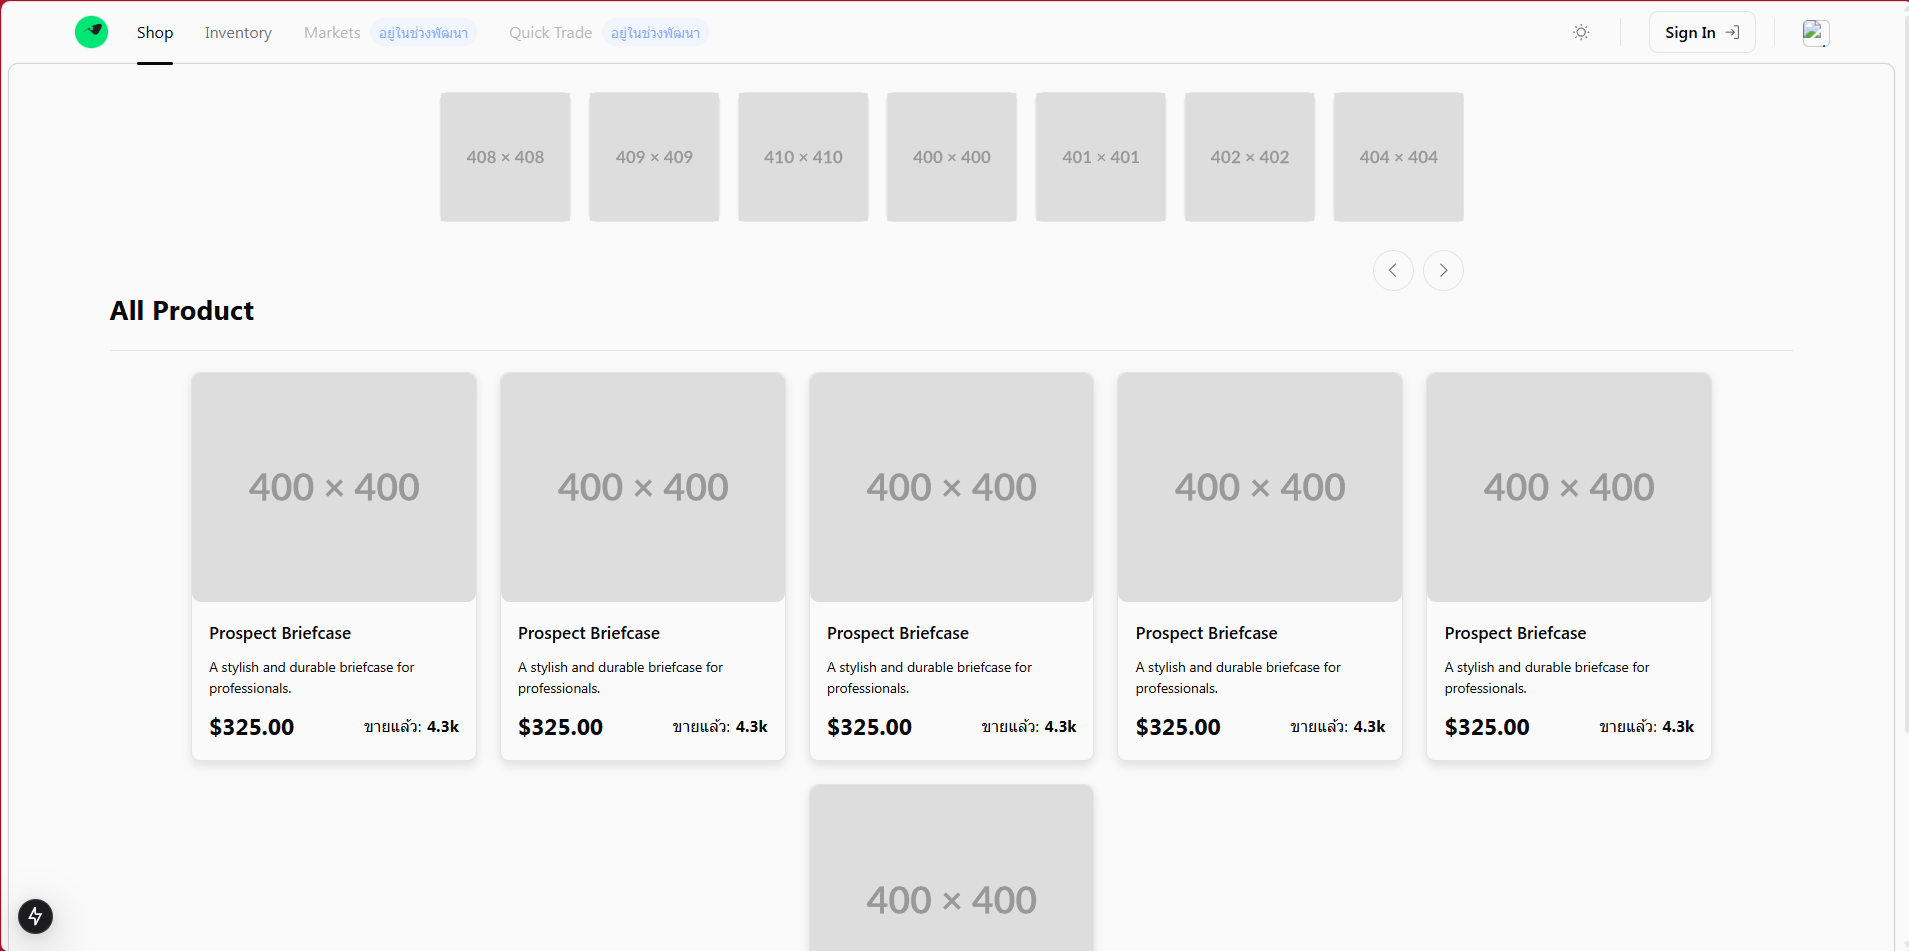 Shop Inventory Markets อยู่ในช่วงพัฒนา Quick Trade อยู่ในช่วงพัฒนา Sign In
408 × 408 409 × 409 410 × 410 400 × 400 401 × 401 402 × 402 404 × 404
All Product
400 × 400 400 × 400 400 × 400 400 × 400 400 × 400
Prospect Briefcase Prospect Briefcase Prospect Briefcase Prospect Briefcase Prospect Briefcase
A stylish and durable briefcase for A stylish and durable briefcase for A stylish and durable briefcase for A stylish and durable briefcase for A stylish and durable briefcase for
professionals. professionals. professionals. professionals. professionals.
$325.00 ขายแล้ว: 4.3k $325.00 ขายแล้ว: 4.3k $325.00 ขายแล้ว: 4.3k $325.00 ขายแล้ว: 4.3k $325.00 ขายแล้ว: 4.3k
400 × 400